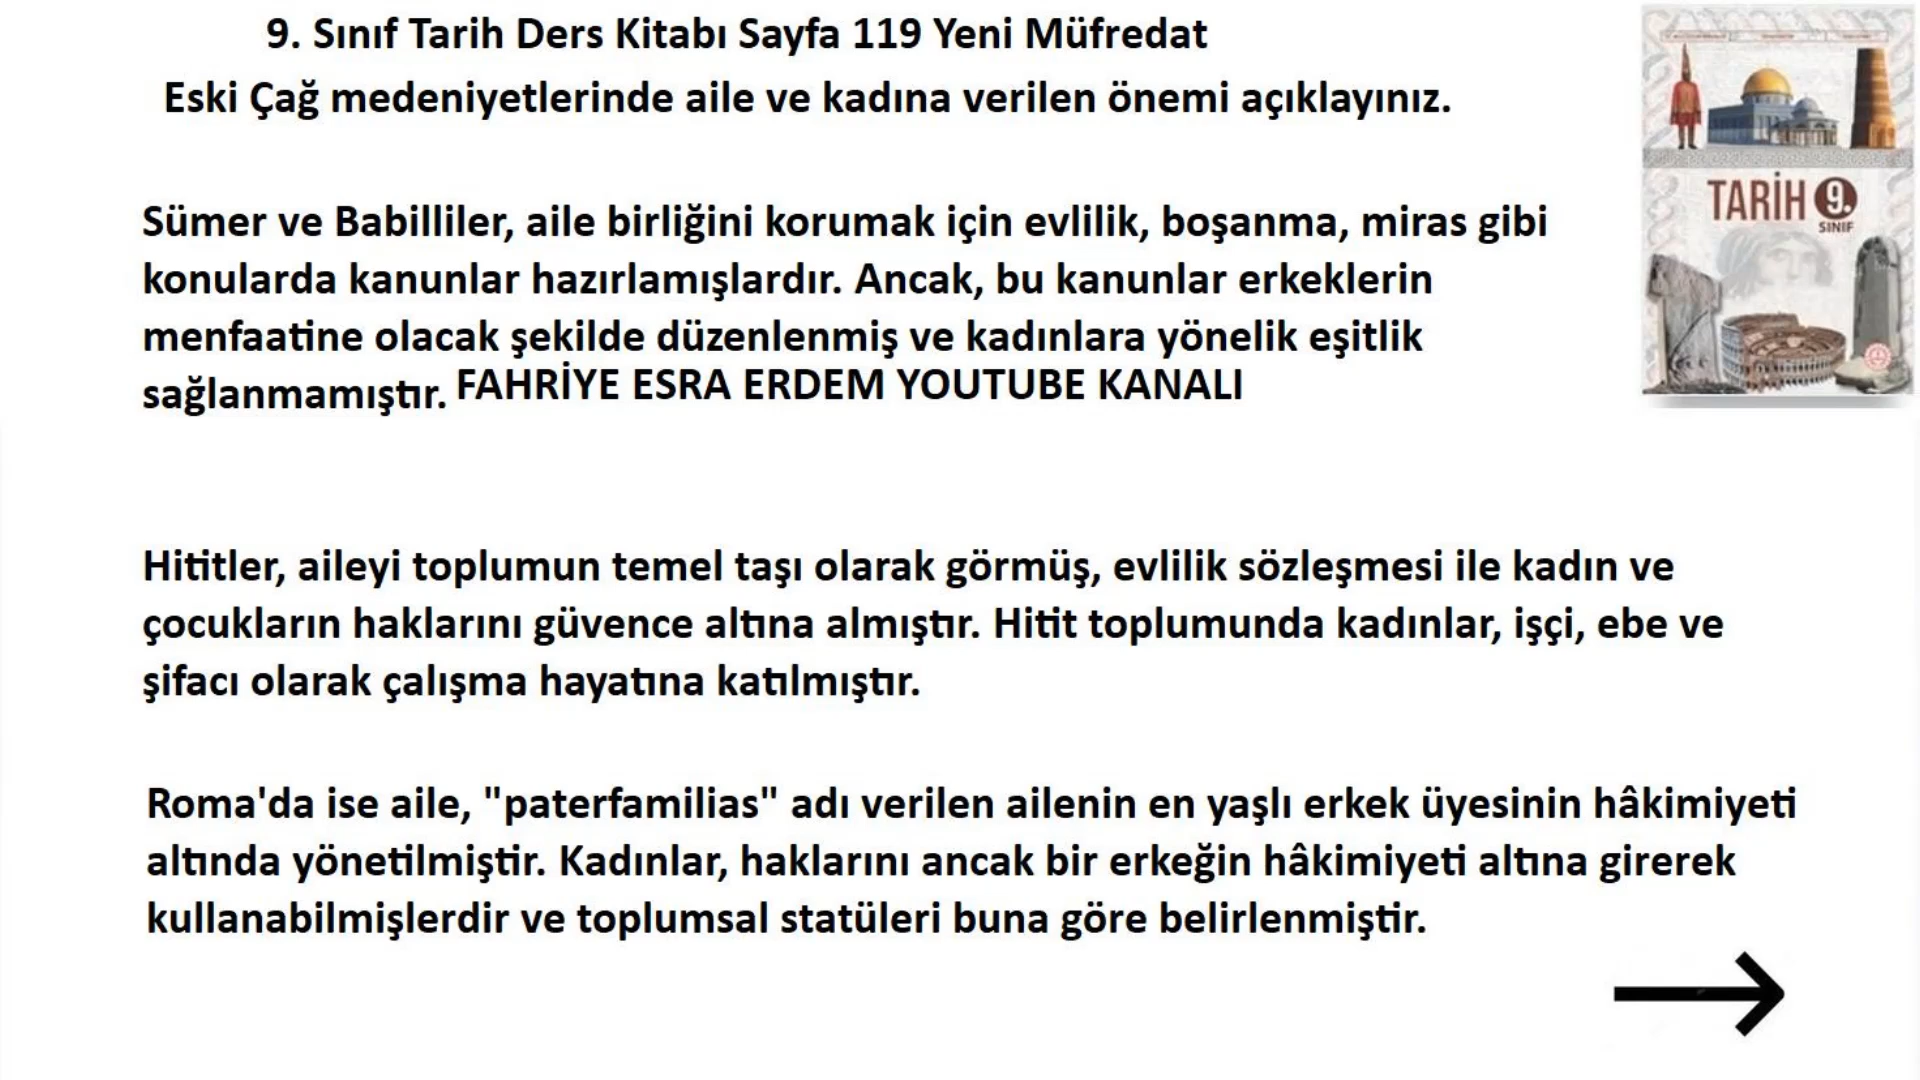 9. Sınıf Tarih Ders Kitabı Sayfa 119 Yeni Müfredat
Eski Çağ medeniyetlerinde aile ve kadına verilen önemi açıklayınız.
Sümer ve Babilliler, aile birliğini korumak için evlilik, boşanma, miras gibi
konularda kanunlar hazırlamışlardır. Ancak, bu kanunlar erkeklerin
menfaatine olacak şekilde düzenlenmiş ve kadınlara yönelik eşitlik
sağlanmamıştır. FAHRİYE ESRA ERDEM YOUTUBE KANALI
Hititler, aileyi toplumun temel taşı olarak görmüş, evlilik sözleşmesi ile kadın ve
çocukların haklarını güvence altına almıştır. Hitit toplumunda kadınlar, işçi, ebe ve
şifacı olarak çalışma hayatına katılmıştır.
Roma'da ise aile, "paterfamilias" adı verilen ailenin en yaşlı erkek üyesinin hâkimiyeti
altında yönetilmiştir. Kadınlar, haklarını ancak bir erkeğin hâkimiyeti altına girerek
kullanabilmişlerdir ve toplumsal statüleri buna göre belirlenmiştir.
TARİH 9.
SINIF